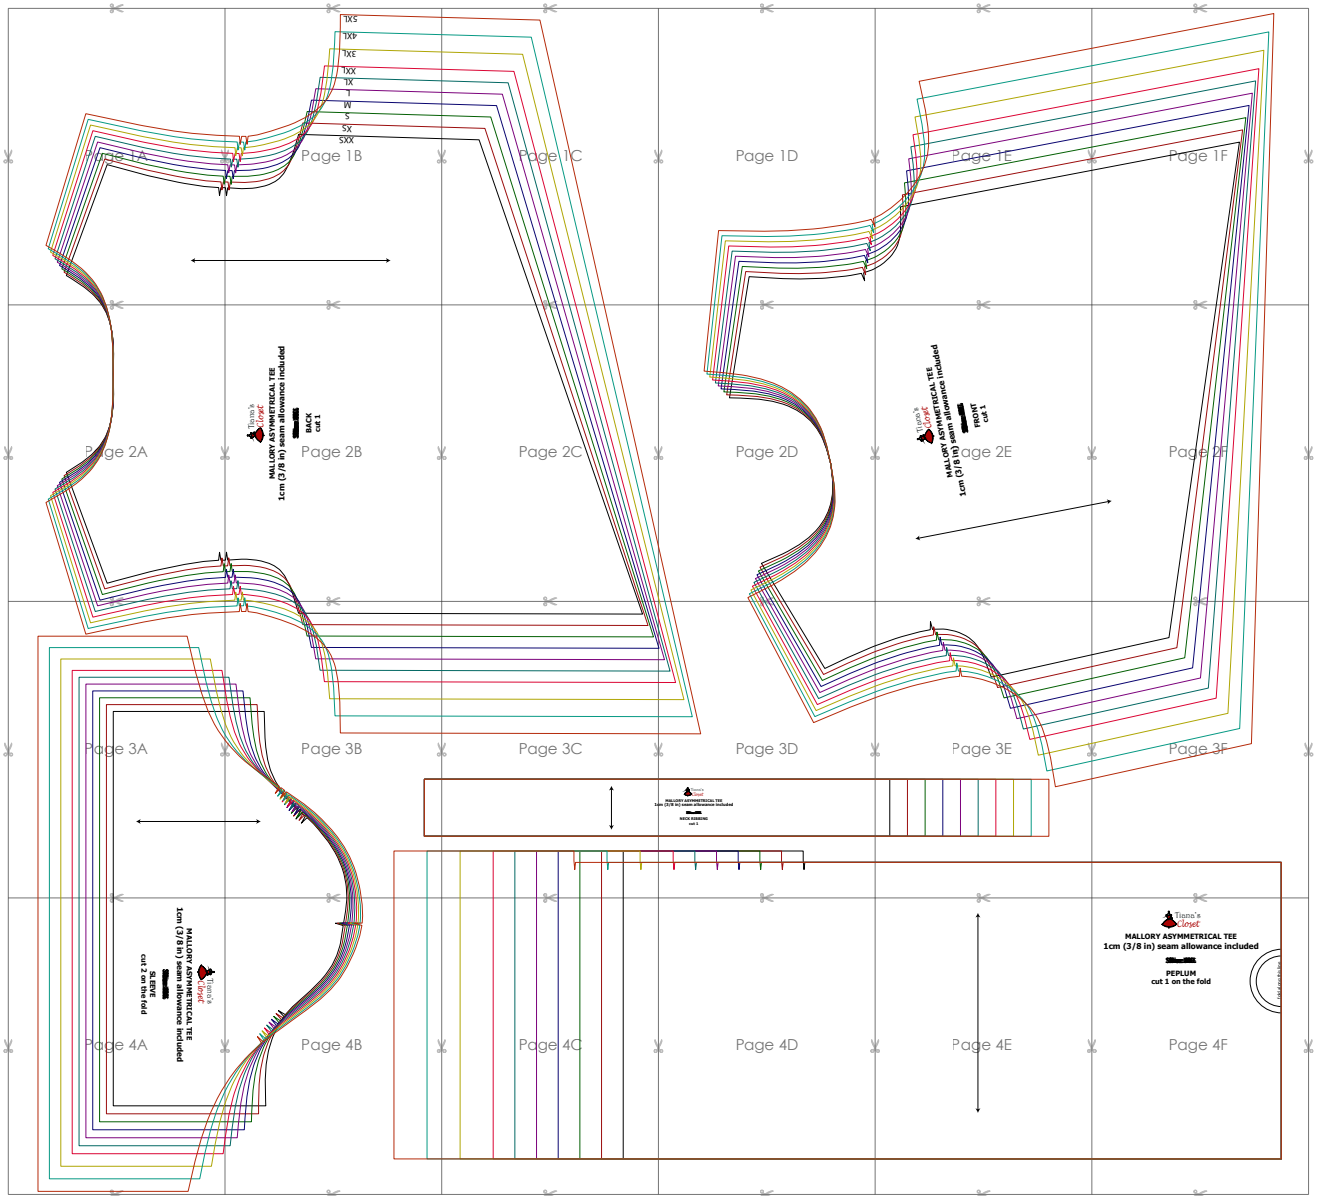 5XL
4XL
3XL
XXL
XL
L
M
S
XS
XXS
Page 1A
Page 1B
Page 1C
Page 1D
Page 1E
Page 1F
Tiana's
Closet
MALLORY ASYMMETRICAL TEE
1cm (3/8 in) seam allowance included
BACK
cut 1
Tiana's
Closet
MALLORY ASYMMETRICAL TEE
1cm (3/8 in) seam allowance included
FRONT
cut 1
Page 2A
Page 2B
Page 2C
Page 2D
Page 2E
Page 2F
Page 3A
Page 3B
Page 3C
Page 3D
Page 3E
Page 3F
Tiana's
Closet
MALLORY ASYMMETRICAL TEE
1cm (3/8 in) seam allowance included
NECK RIBBING
cut 1
Tiana's
Closet
MALLORY ASYMMETRICAL TEE
1cm (3/8 in) seam allowance included
SLEEVE
cut 2 on the fold
Tiana's
Closet
MALLORY ASYMMETRICAL TEE
1cm (3/8 in) seam allowance included
PEPLUM
cut 1 on the fold
Page 4A
Page 4B
Page 4C
Page 4D
Page 4E
Page 4F